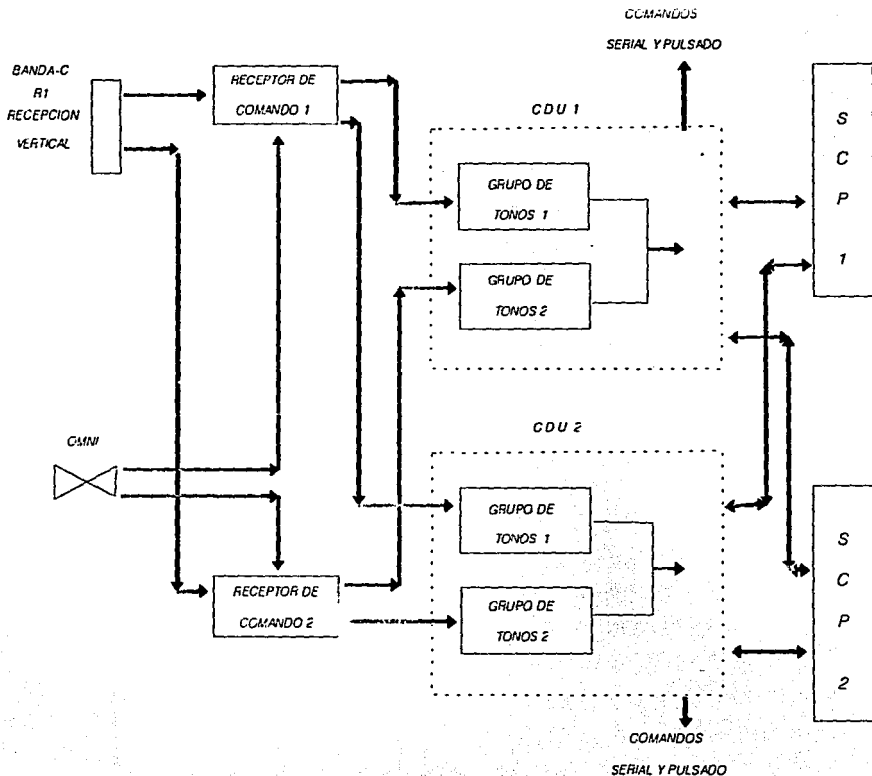 COMANDOS
SERIAL Y PULSADO
BANDA-C
R1
RECEPCION
VERTICAL
RECEPTOR DE
COMANDO 1
CDU 1
GRUPO DE
TONOS 1
GRUPO DE
TONOS 2
S
C
P
1
OMNI
CDU 2
GRUPO DE
TONOS 1
GRUPO DE
TONOS 2
RECEPTOR DE
COMANDO 2
S
C
P
2
COMANDOS
SERIAL Y PULSADO